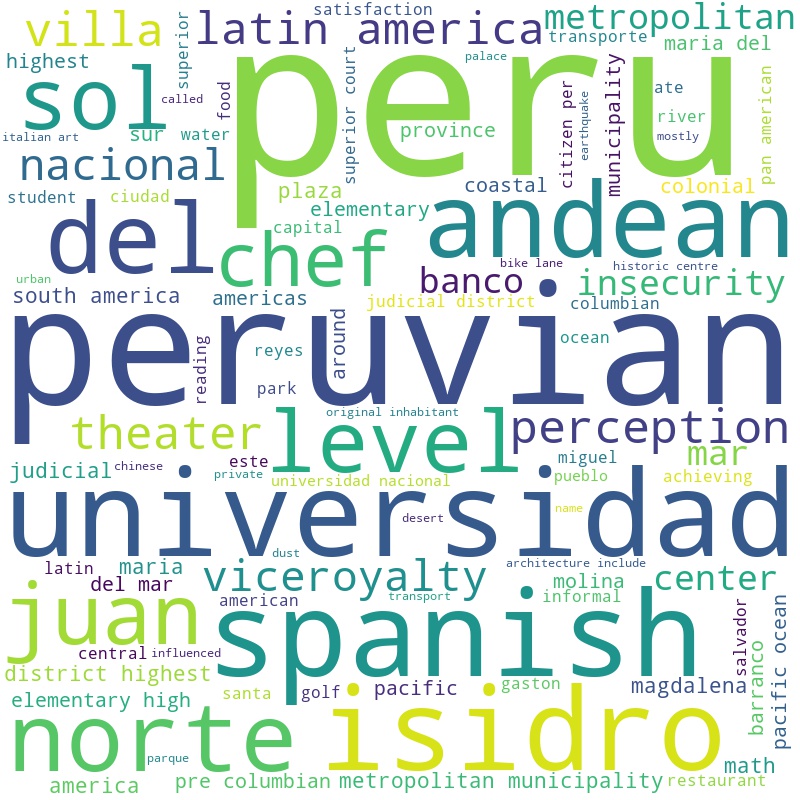 satisfaction
villa
superior
latin america
metropolitan
transporte
maria del
highest
peru
palace
sol
called
food
superior court
province
citizen per
earthquake
municipality
ate
river
mostly
pan american
italian art
sur
water
nacional
student
ciudad
plaza
coastal
colonial
del
elementary
andean
capital
chef
bike lane
historic centre
urban
banco
insecurity
south america
americas
judicial district
columbian
peruvian
around
ocean
reading
reyes
park
original inhabitant
theater
level
perception
judicial
chinese
este
private
miguel
mar
pueblo
achieving
universidad nacional
universidad
name
desert
dust
latin
maria
architecture include
del mar
viceroyalty
molina
center
american
transport
informal
juan
spanish
salvador
central
influenced
district highest
pacific ocean
elementary high
santa
golf
pacific
gaston
magdalena
barranco
norte
isidro
parque
math
america
pre columbian
metropolitan municipality
restaurant